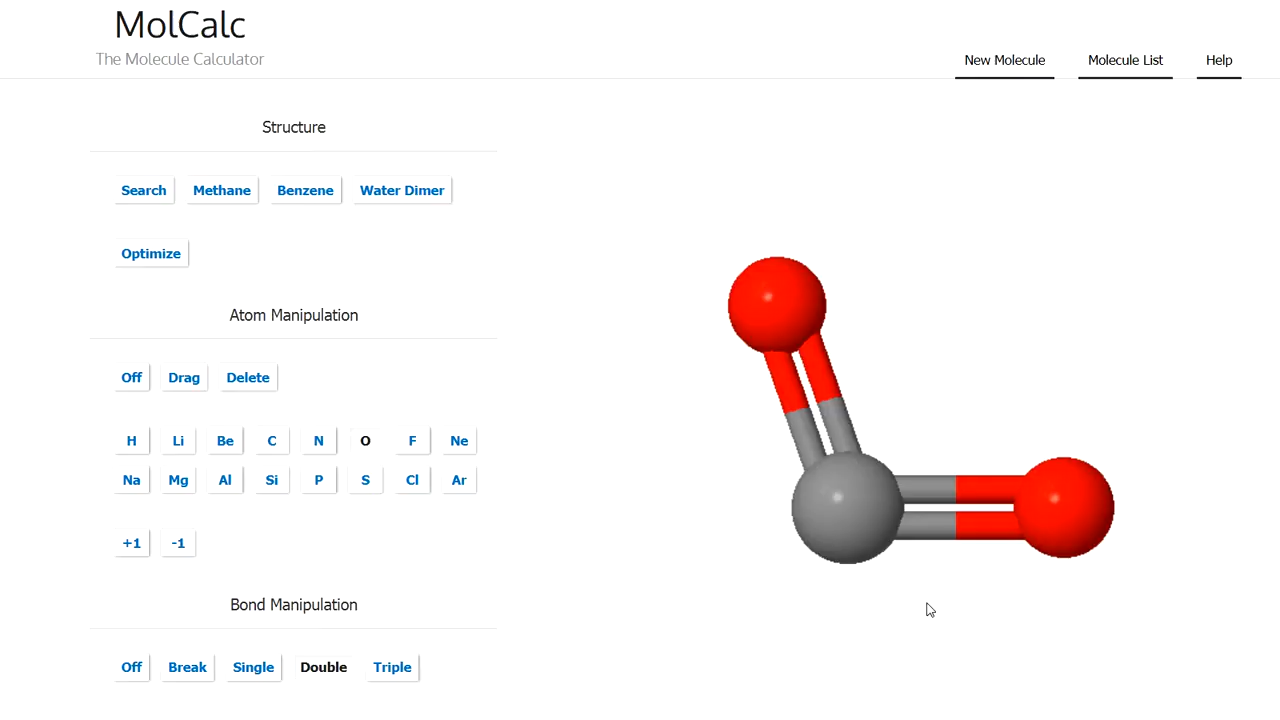 MolCalc
The Molecule Calculator
New Molecule Molecule List Help
Structure
Search Methane Benzene Water Dimer
Optimize
Atom Manipulation
Off Drag Delete
H Li Be C N O F Ne
Na Mg Al Si P S Cl Ar
+1 -1
Bond Manipulation
Off Break Single Double Triple